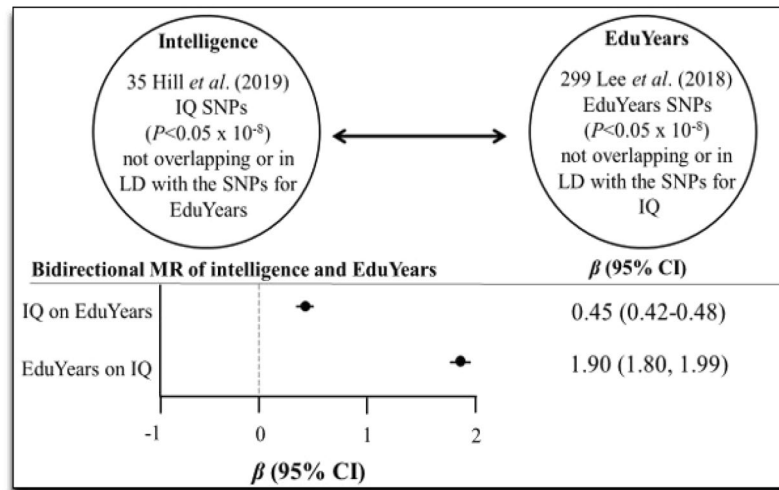 Intelligence
35 Hill et al. (2019)
IQ SNPs
(P<0.05 x 10⁻⁸)
not overlapping or in
LD with the SNPs for
EduYears
EduYears
299 Lee et al. (2018)
EduYears SNPs
(P<0.05 x 10⁻⁸)
not overlapping or in
LD with the SNPs for
IQ
Bidirectional MR of intelligence and EduYears
β (95% CI)
IQ on EduYears
0.45 (0.42-0.48)
EduYears on IQ
1.90 (1.80, 1.99)
-1 0 1 2
β (95% CI)